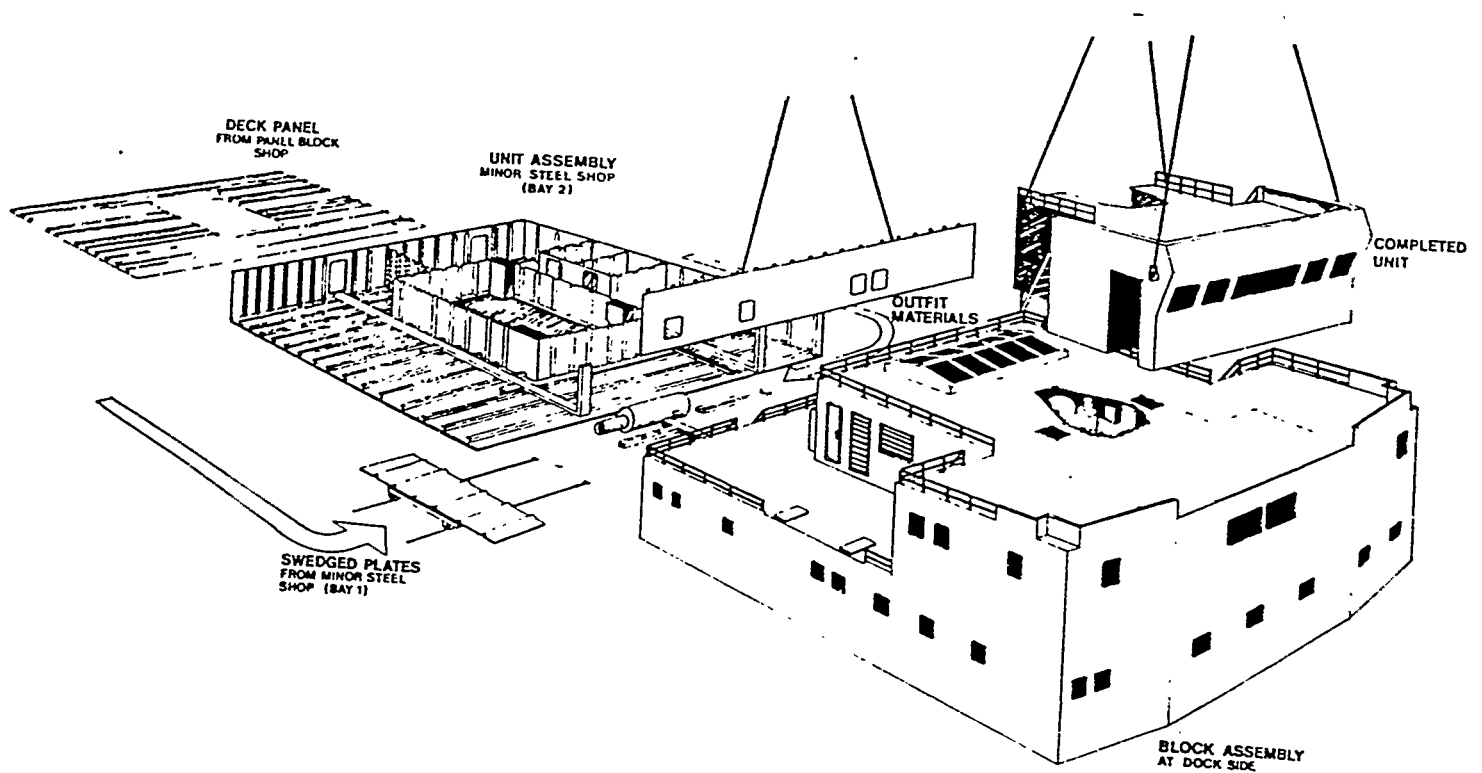 DECK PANEL
FROM PANEL BLOCK
SHOP
UNIT ASSEMBLY
MINOR STEEL SHOP
(BAY 2)
COMPLETED
UNIT
OUTFIT
MATERIALS
SWEDGED PLATES
FROM MINOR STEEL
SHOP (BAY 1)
BLOCK ASSEMBLY
AT DOCK SIDE